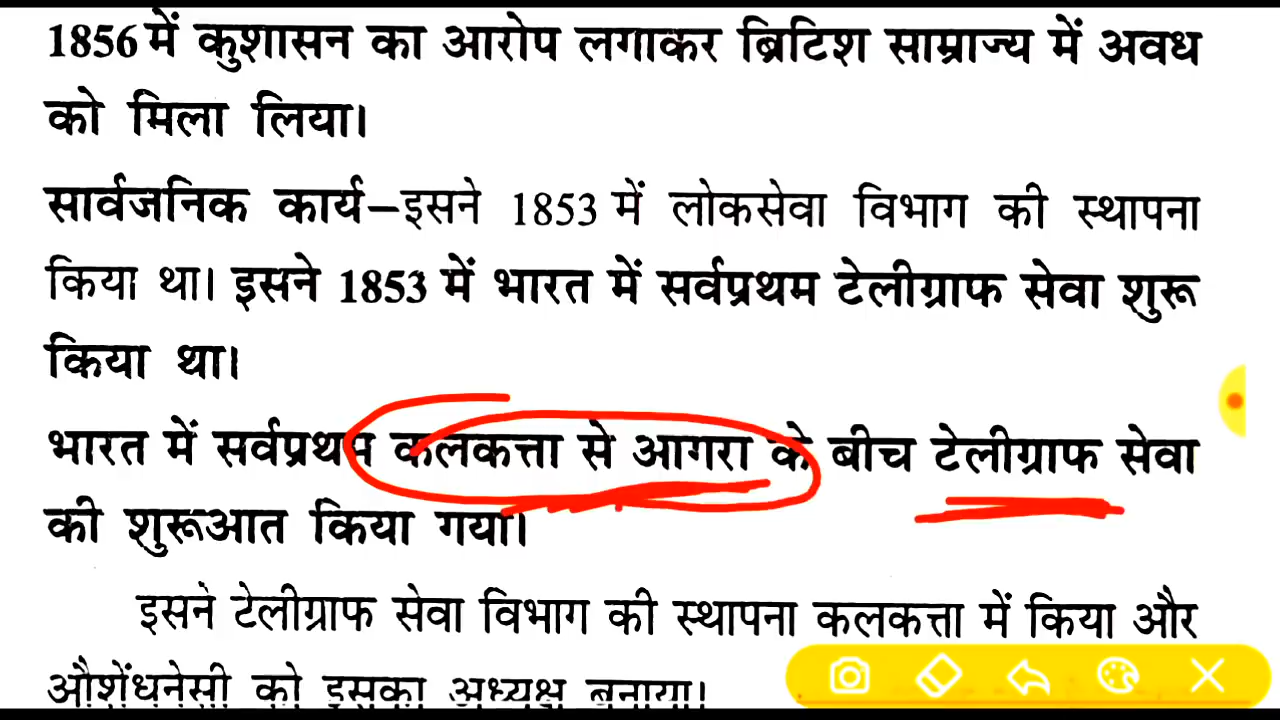 1856 में कुशासन का आरोप लगाकर ब्रिटिश साम्राज्य में अवध
को मिला लिया।
सार्वजनिक कार्य–इसने 1853 में लोकसेवा विभाग की स्थापना
किया था। इसने 1853 में भारत में सर्वप्रथम टेलीग्राफ सेवा शुरू
किया था।
भारत में सर्वप्रथम कलकत्ता से आगरा के बीच टेलीग्राफ सेवा
की शुरूआत किया गया।
इसने टेलीग्राफ सेवा विभाग की स्थापना कलकत्ता में किया और
औशेंधनेसी को इसका अध्यक्ष बनाया।